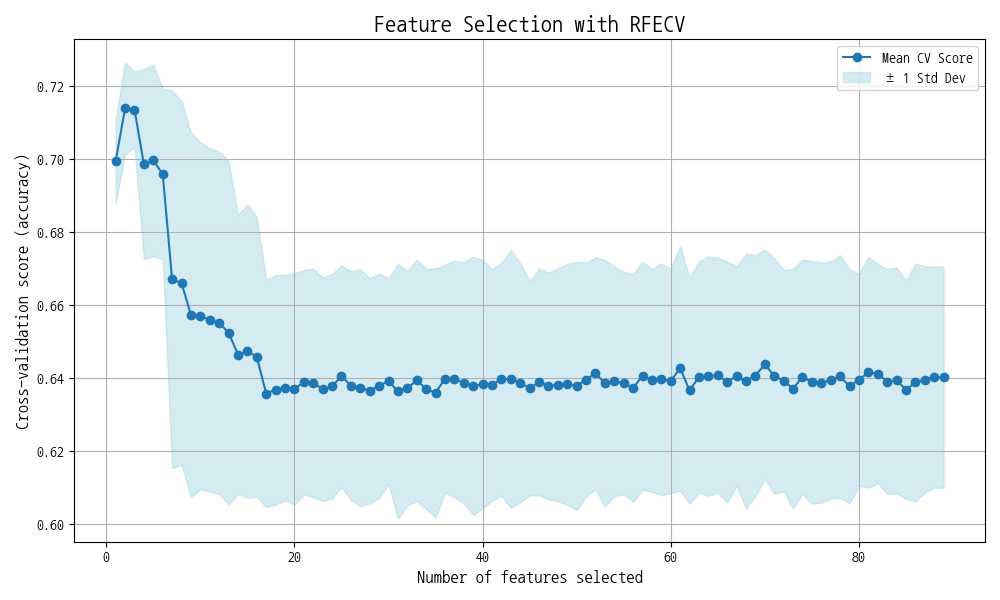 Feature Selection with RFECV
Mean CV Score
± 1 Std Dev
Cross-validation score (accuracy)
0.72
0.70
0.68
0.66
0.64
0.62
0.60
0 20 40 60 80
Number of features selected